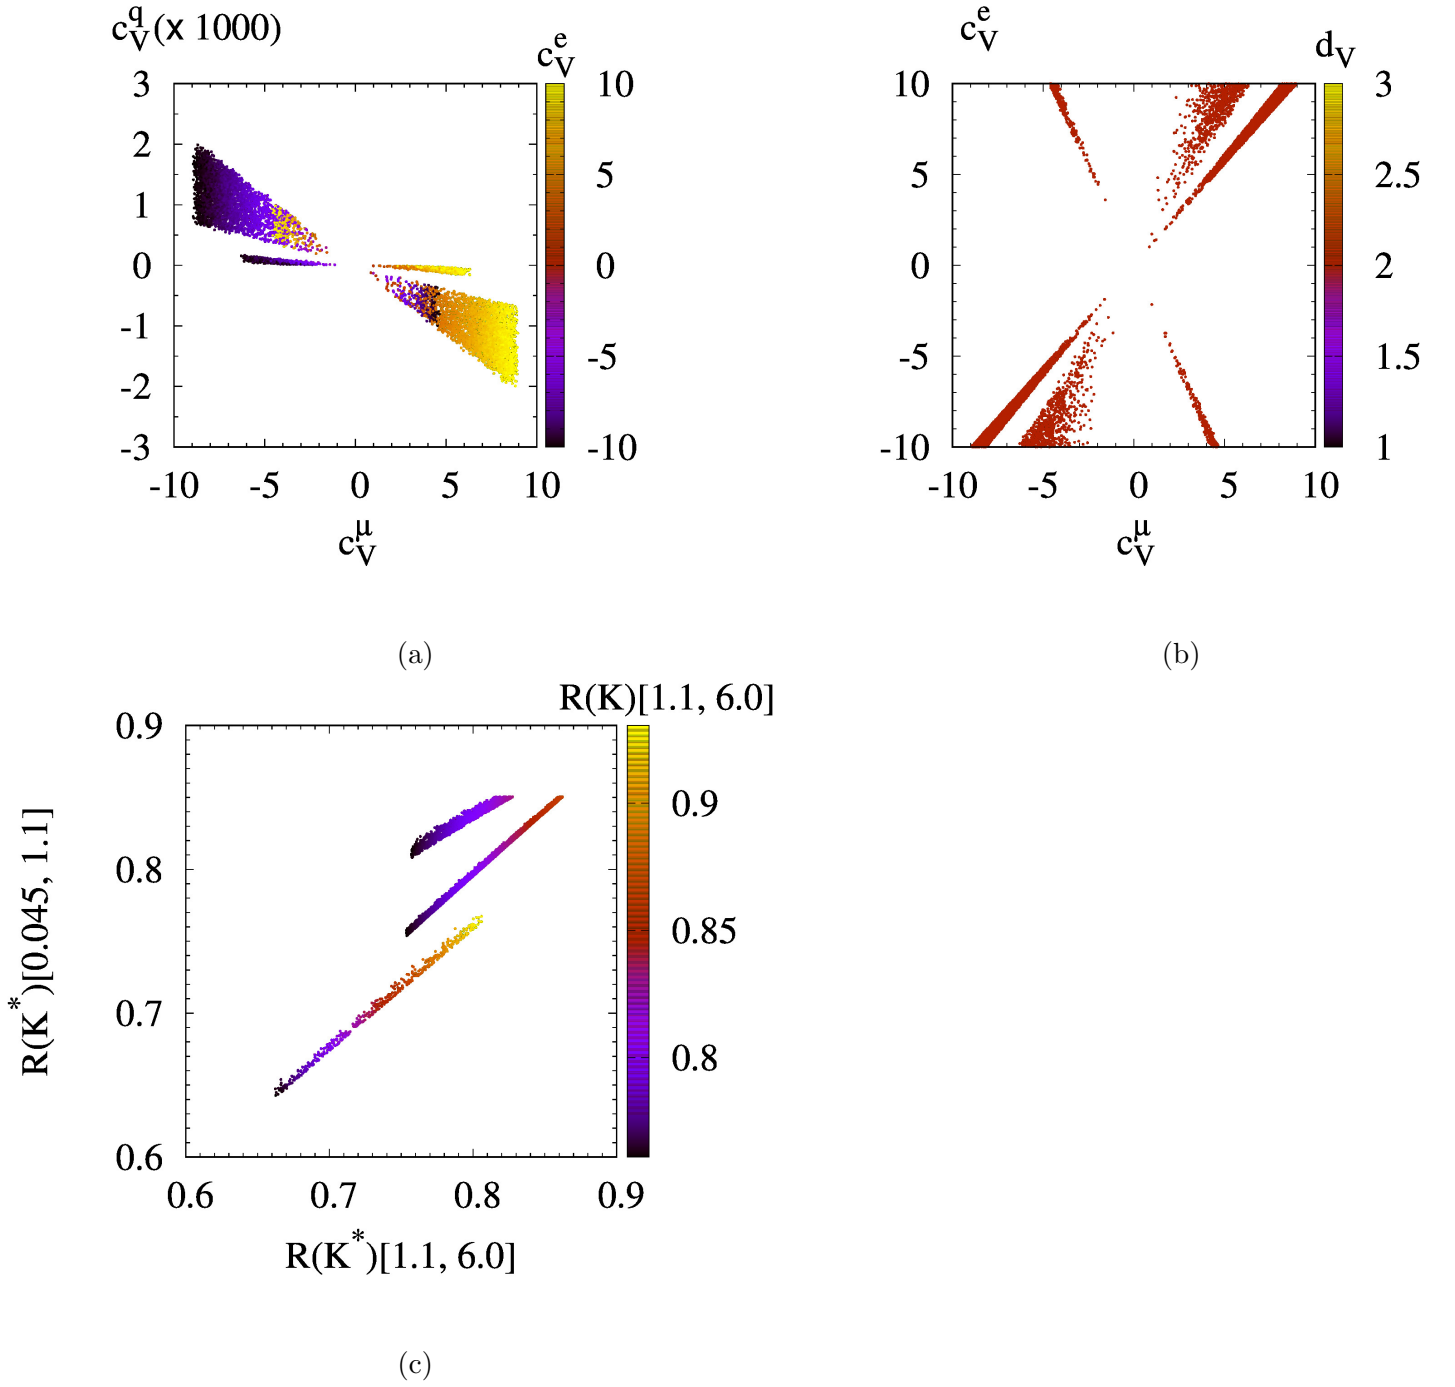 c_V^q (x 1000)
c_V^e
3
2
1
0
-1
-2
-3
-10 -5 0 5 10
c_V^μ
10
5
0
-5
-10
(a)
c_V^e
d_V
10
5
0
-5
-10
-10 -5 0 5 10
c_V^μ
3
2.5
2
1.5
1
(b)
R(K)[1.1, 6.0]
0.9
0.8
0.7
0.6
R(K^*)[0.045, 1.1]
0.6 0.7 0.8 0.9
R(K^*)[1.1, 6.0]
0.9
0.85
0.8
(c)